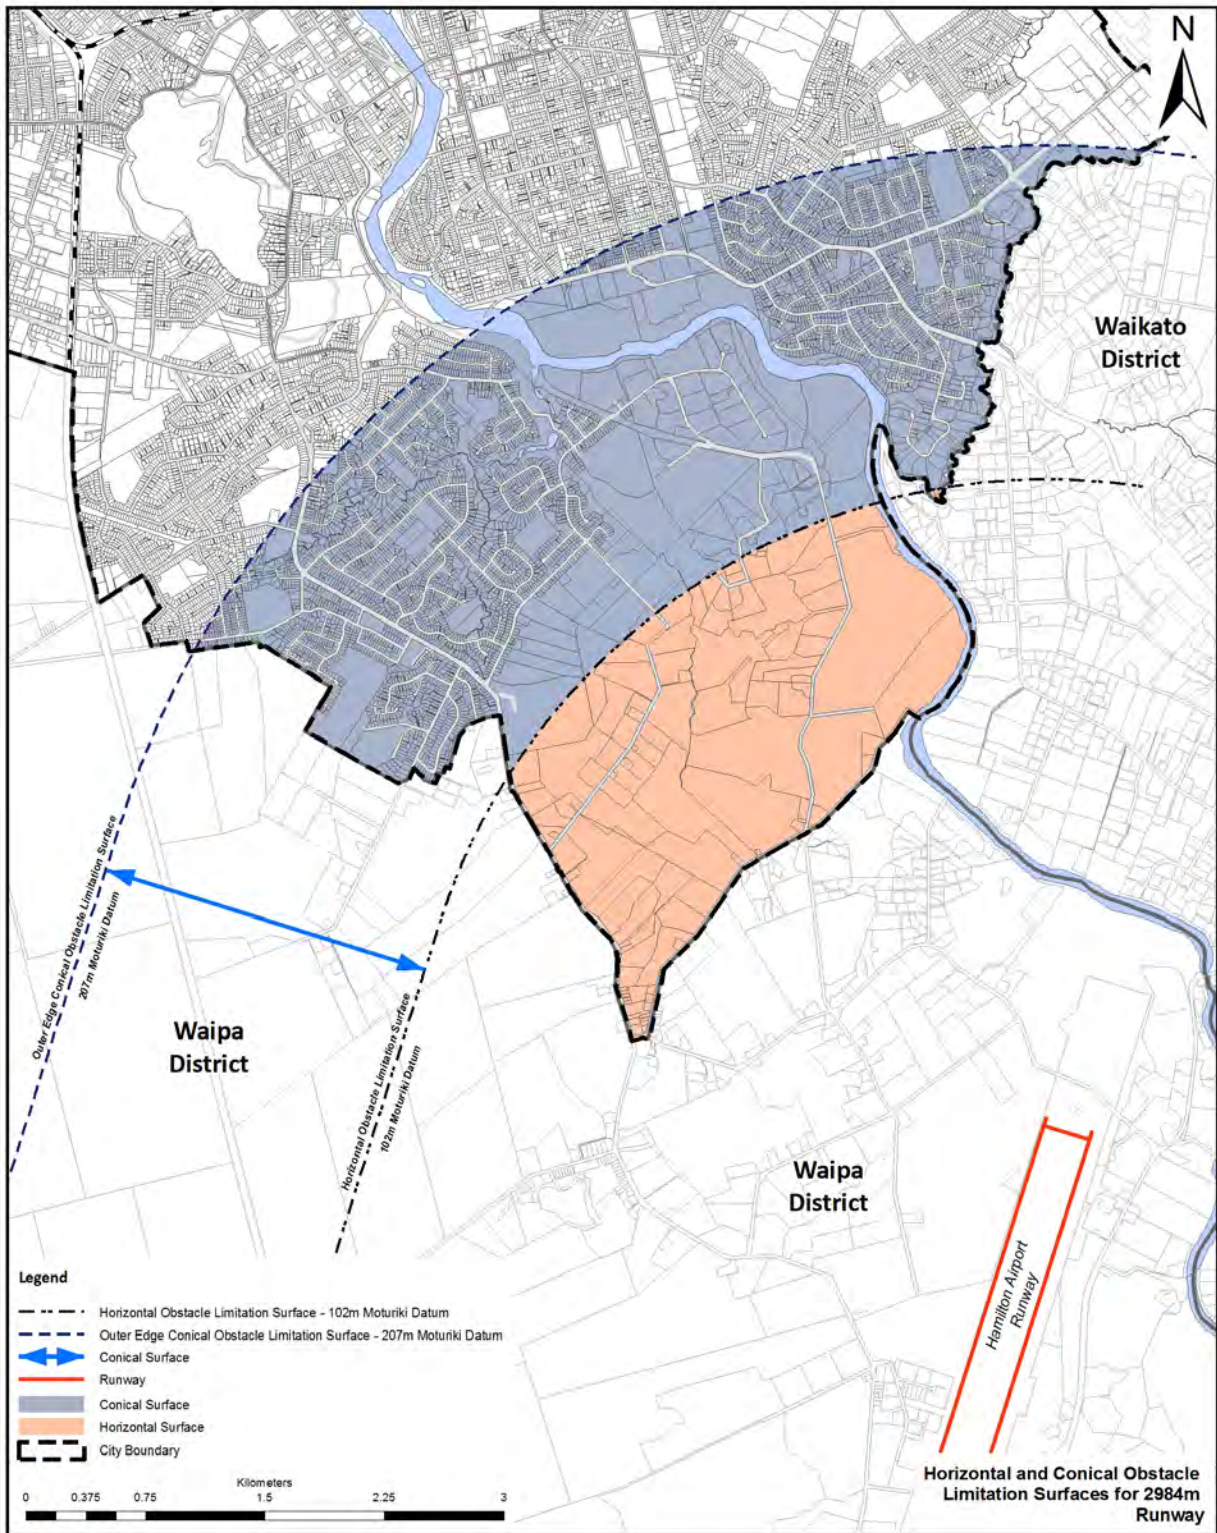 N
Waikato
District
Outer Edge Conical Obstacle Limitation Surface
207m Moturiki Datum
Horizontal Obstacle Limitation Surface
102m Moturiki Datum
Waipa
District
Waipa
District
Hamilton Airport
Runway
Legend
Horizontal Obstacle Limitation Surface - 102m Moturiki Datum
Outer Edge Conical Obstacle Limitation Surface - 207m Moturiki Datum
Conical Surface
Runway
Conical Surface
Horizontal Surface
City Boundary
Kilometers
0 0.375 0.75 1.5 2.25 3
Horizontal and Conical Obstacle
Limitation Surfaces for 2984m
Runway